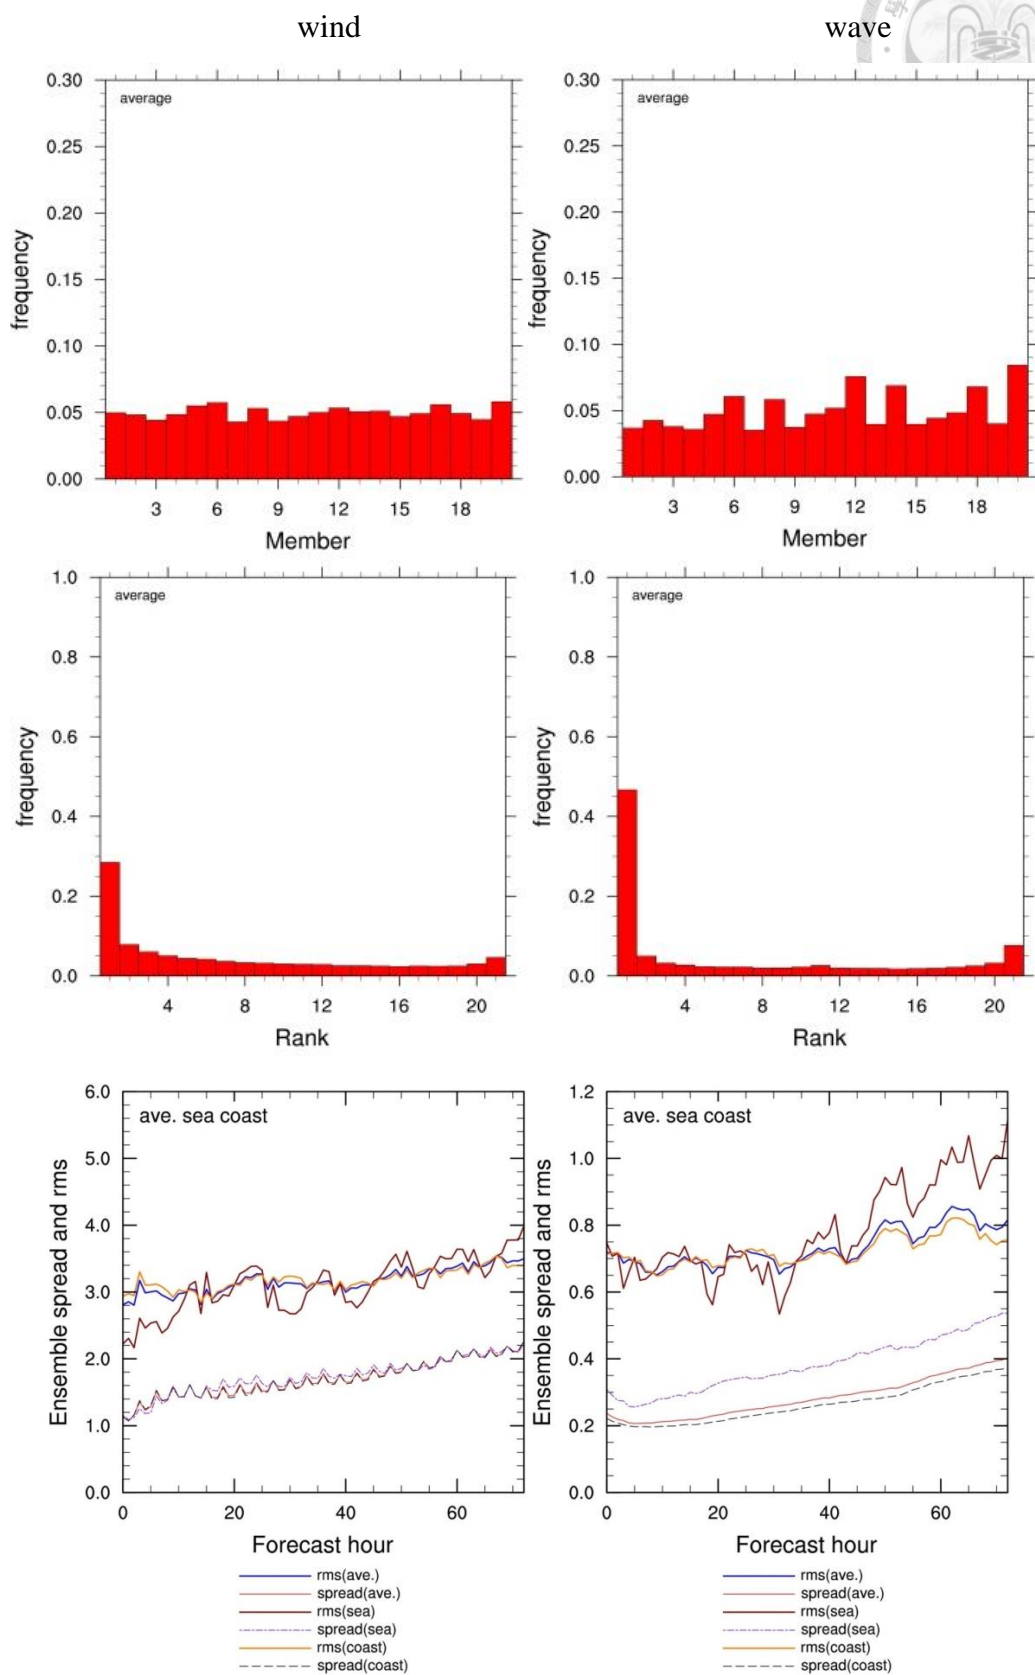 wind
wave
0.30
0.25
0.20
0.15
0.10
0.05
0.00
frequency
average
3 6 9 12 15 18
Member
0.30
0.25
0.20
0.15
0.10
0.05
0.00
frequency
average
3 6 9 12 15 18
Member
1.0
0.8
0.6
0.4
0.2
0.0
frequency
average
4 8 12 16 20
Rank
1.0
0.8
0.6
0.4
0.2
0.0
frequency
average
4 8 12 16 20
Rank
6.0
5.0
4.0
3.0
2.0
1.0
0.0
Ensemble spread and rms
ave. sea coast
0 20 40 60
Forecast hour
rms(ave.)
spread(ave.)
rms(sea)
spread(sea)
rms(coast)
spread(coast)
1.2
1.0
0.8
0.6
0.4
0.2
0.0
Ensemble spread and rms
ave. sea coast
0 20 40 60
Forecast hour
rms(ave.)
spread(ave.)
rms(sea)
spread(sea)
rms(coast)
spread(coast)